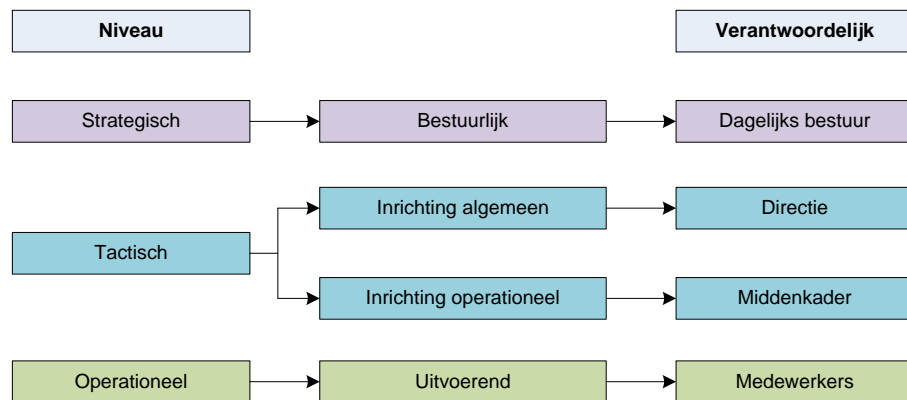 Niveau
Verantwoordelijk
Strategisch
Bestuurlijk
Dagelijks bestuur
Tactisch
Inrichting algemeen
Directie
Inrichting operationeel
Middenkader
Operationeel
Uitvoerend
Medewerkers